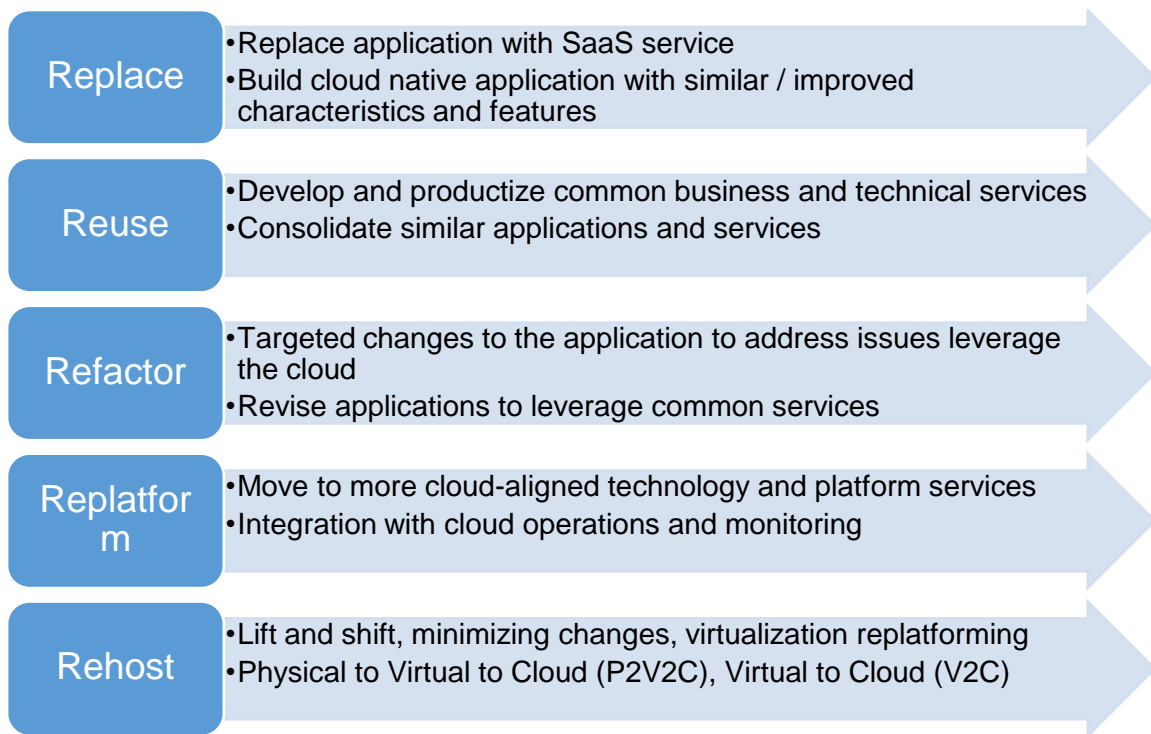 Replace
•Replace application with SaaS service
•Build cloud native application with similar / improved
characteristics and features
Reuse
•Develop and productize common business and technical services
•Consolidate similar applications and services
Refactor
•Targeted changes to the application to address issues leverage
the cloud
•Revise applications to leverage common services
Replatfor
m
•Move to more cloud-aligned technology and platform services
•Integration with cloud operations and monitoring
Rehost
•Lift and shift, minimizing changes, virtualization replatforming
•Physical to Virtual to Cloud (P2V2C), Virtual to Cloud (V2C)